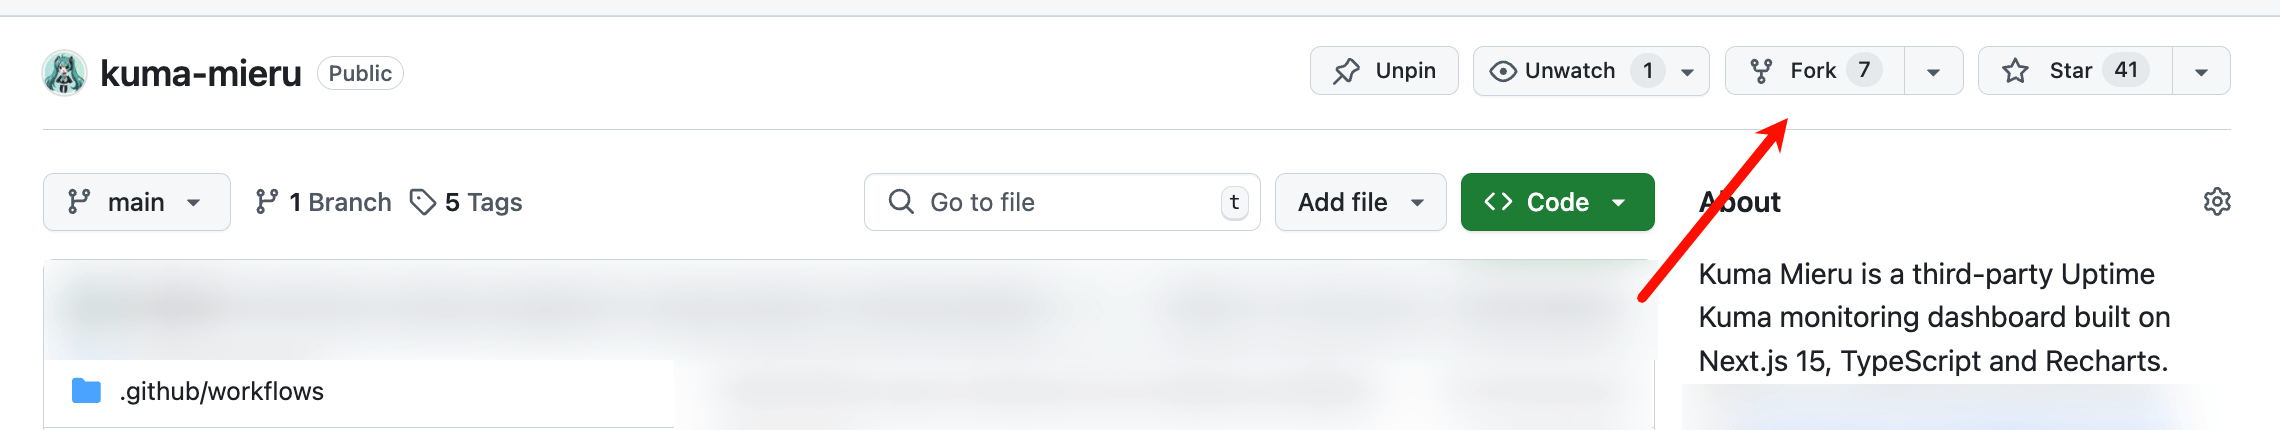 kuma-mieru Public Unpin Unwatch 1 Fork 7 Star 41
main 1 Branch 5 Tags Go to file t Add file Code About
Kuma Mieru is a third-party Uptime
Kuma monitoring dashboard built on
Next.js 15, TypeScript and Recharts.
.github/workflows